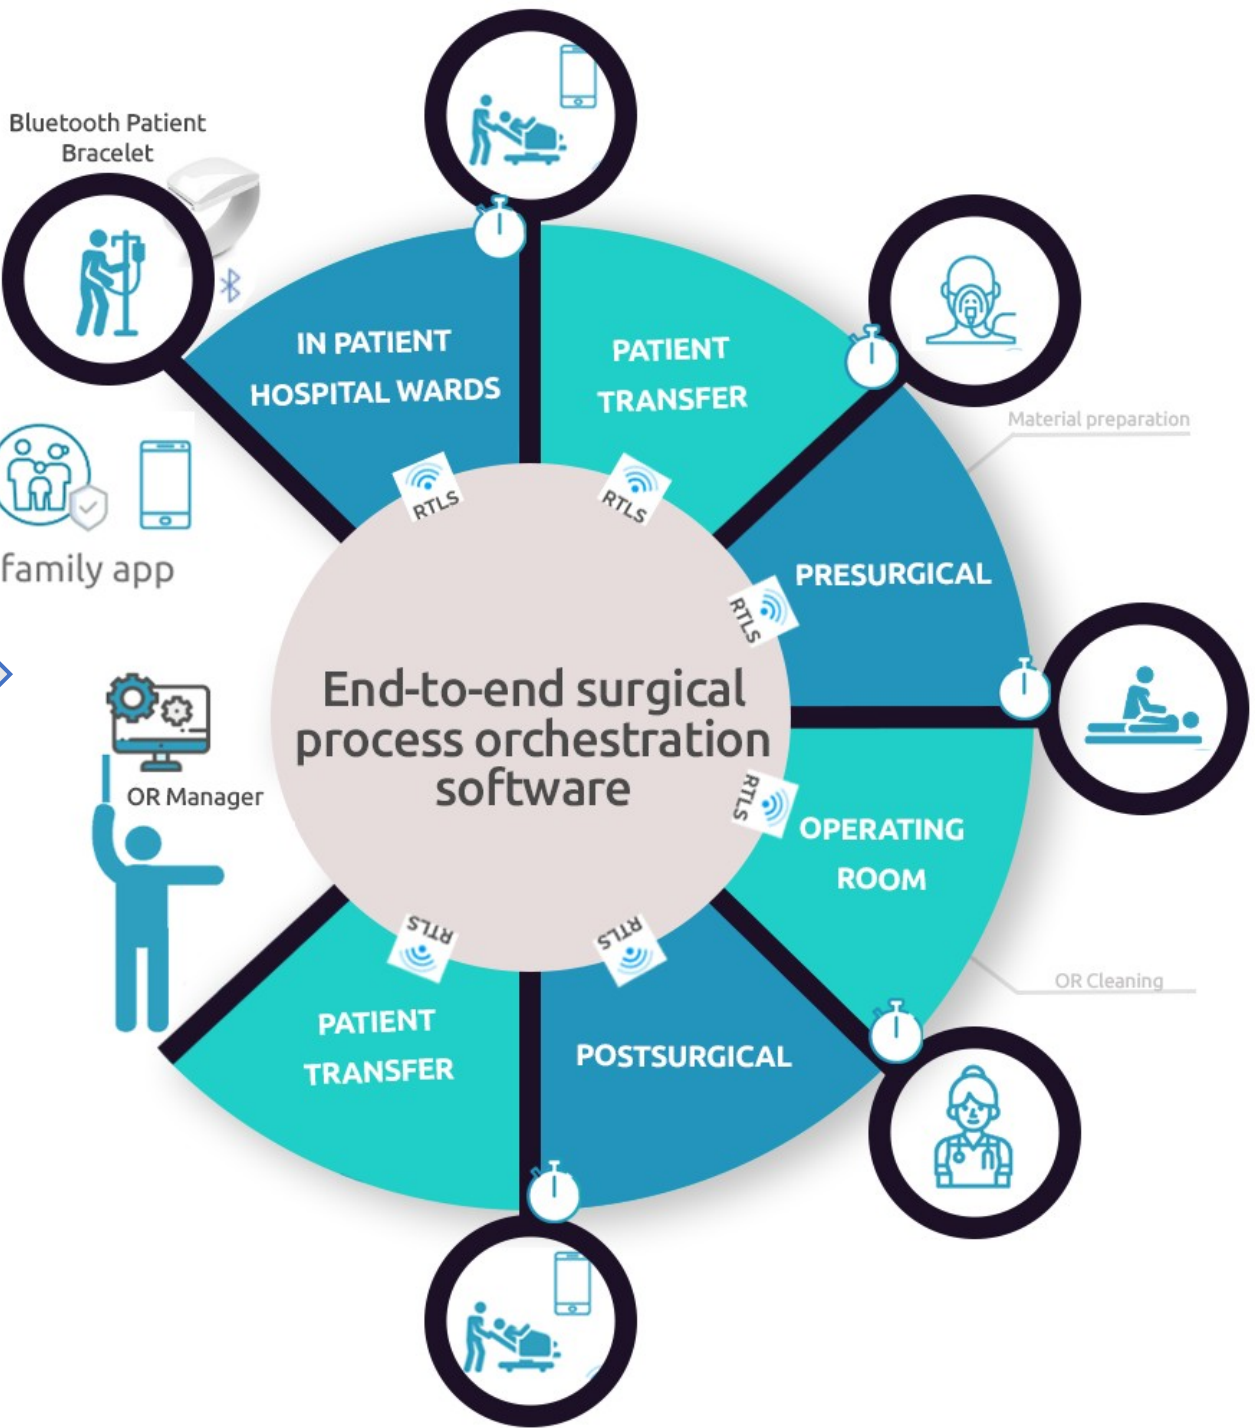 Bluetooth Patient
Bracelet
IN PATIENT
HOSPITAL WARDS
PATIENT
TRANSFER
Material preparation
RTLS
RTLS
family app
PRESURGICAL
RTLS
End-to-end surgical
process orchestration
software
OR Manager
RTLS
OPERATING
ROOM
RTLS
RTLS
OR Cleaning
PATIENT
TRANSFER
POSTSURGICAL